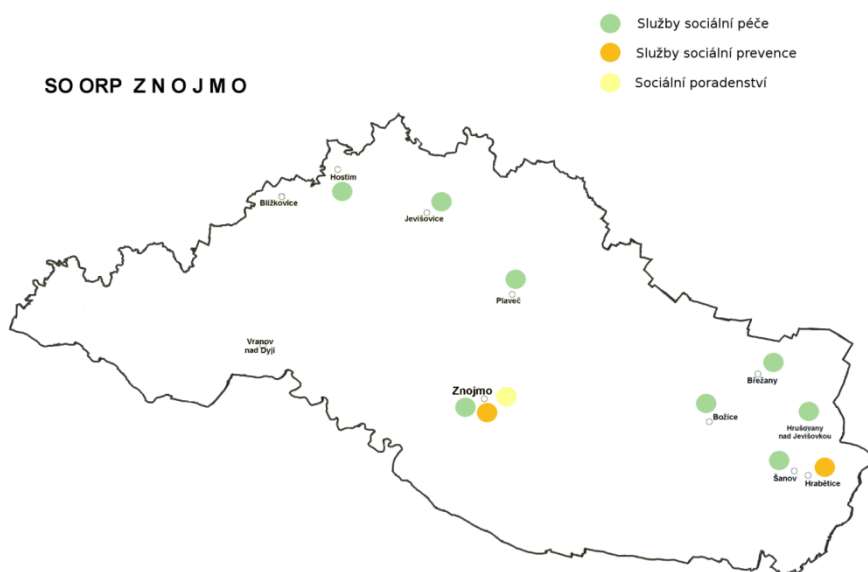 Služby sociální péče
Služby sociální prevence
Sociální poradenství
SO ORP Z N O J M O
Hostim
Blížkovice
Jevišovice
Plaveč
Vranov
nad Dyjí
Znojmo
Břežany
Božice
Hrušovany
nad Jevišovkou
Šanov
Hrabětice